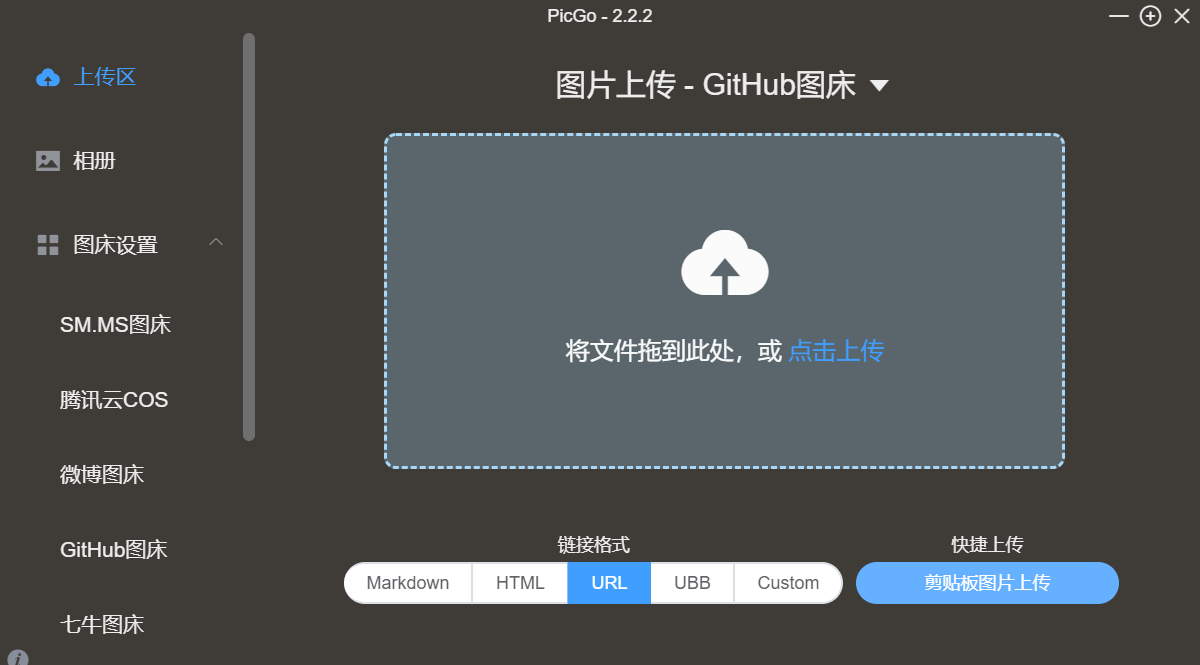 PicGo - 2.2.2
上传区
相册
图床设置
SM.MS图床
腾讯云COS
微博图床
GitHub图床
七牛图床
图片上传 - GitHub图床
将文件拖到此处，或 点击上传
链接格式
Markdown HTML URL UBB Custom
快捷上传
剪贴板图片上传